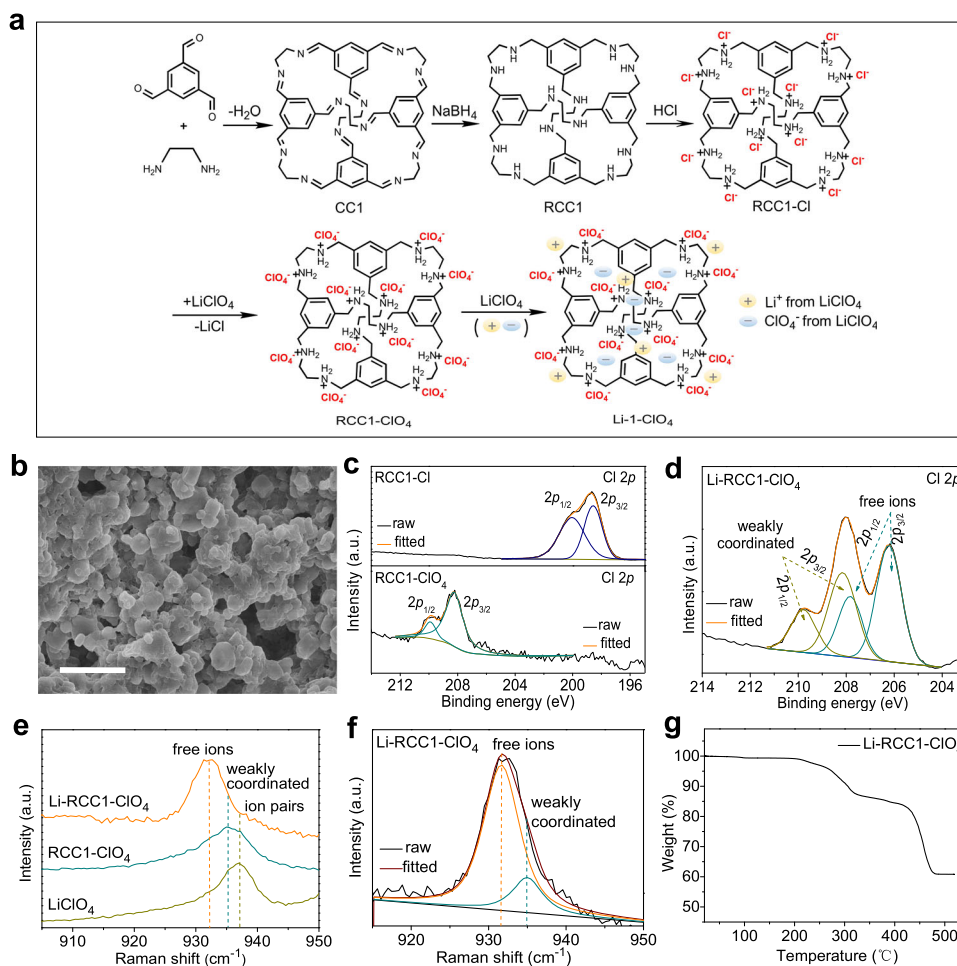 a
O
O
O
+
H₂N
NH₂
-H₂O
CC1
NaBH₄
RCC1
HCl
RCC1-Cl
+LiClO₄
-LiCl
RCC1-ClO₄
LiClO₄
( + − )
Li-1-ClO₄
+ Li⁺ from LiClO₄
− ClO₄⁻ from LiClO₄
b
c
RCC1-Cl
Cl 2p
2p₁/₂
2p₃/₂
raw
fitted
RCC1-ClO₄
Cl 2p
2p₁/₂
2p₃/₂
raw
fitted
Intensity (a.u.)
212 208 204 200 196
Binding energy (eV)
d
Li-RCC1-ClO₄
Cl 2p
free ions
weakly
coordinated
2p₁/₂
2p₃/₂
2p₁/₂
2p₃/₂
raw
fitted
Intensity (a.u.)
214 212 210 208 206 204
Binding energy (eV)
e
free ions
weakly
coordinated
ion pairs
Li-RCC1-ClO₄
RCC1-ClO₄
LiClO₄
Intensity (a.u.)
910 920 930 940 950
Raman shift (cm⁻¹)
f
Li-RCC1-ClO₄
free ions
weakly
coordinated
raw
fitted
Intensity (a.u.)
920 930 940 950
Raman shift (cm⁻¹)
g
Li-RCC1-ClO₄
Weight (%)
100
90
80
70
60
50
100 200 300 400 500
Temperature (℃)